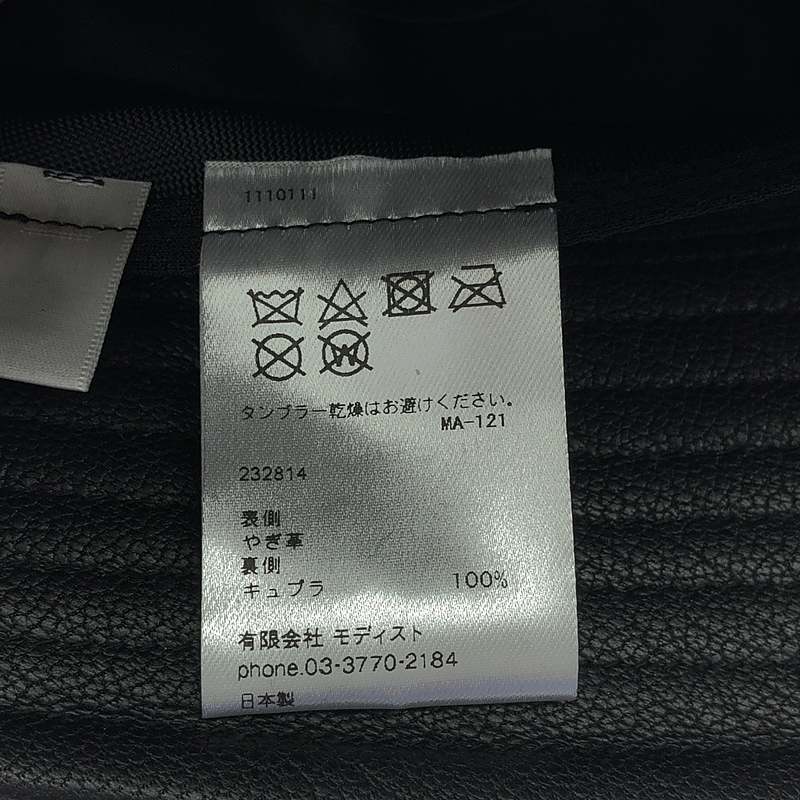 1110111
W
タンブラー乾燥はお避けください。
MA-121
232814
表側
やぎ革
裏側
キュプラ 100%
有限会社 モディスト
phone.03-3770-2184
日本製